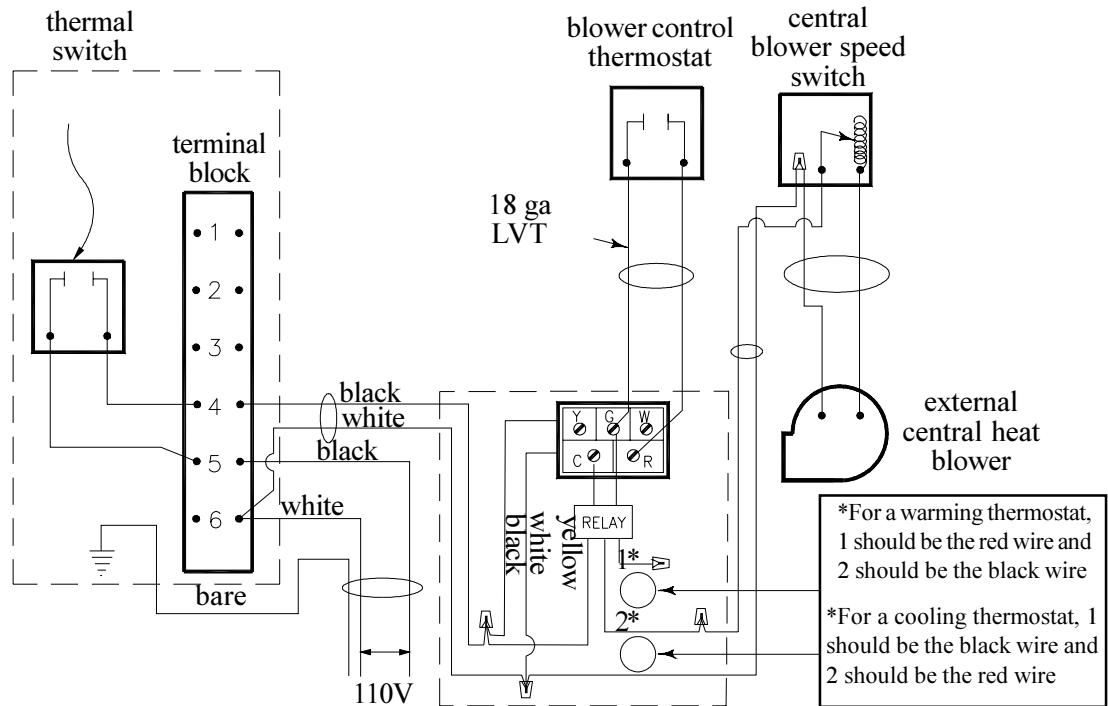 thermal
switch
blower control
thermostat
central
blower speed
switch
terminal
block
1
2
3
4
5
6
18 ga
LVT
black
white
black
white
bare
110V
Y
G
W
C
R
RELAY
yellow
white
black
1*
2*
external
central heat
blower
*For a warming thermostat,
1 should be the red wire and
2 should be the black wire
*For a cooling thermostat, 1
should be the black wire and
2 should be the red wire